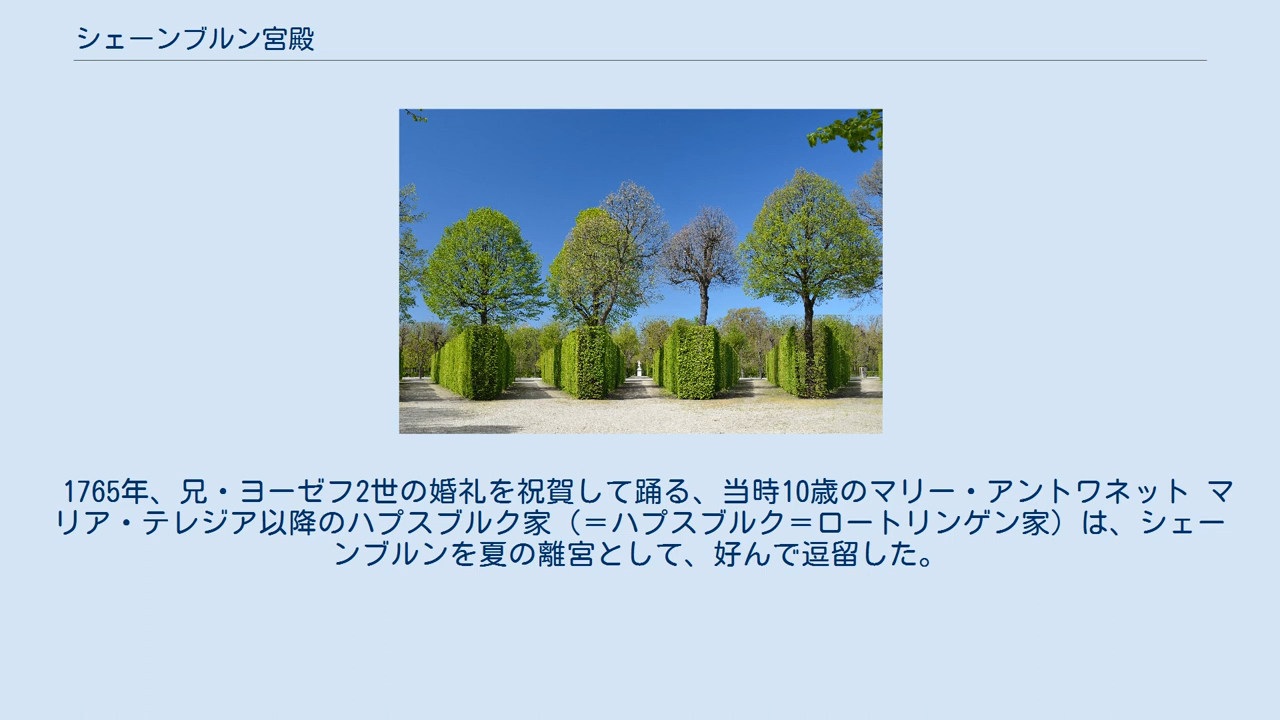 シェーンブルン宮殿
1765年、兄・ヨーゼフ2世の婚礼を祝賀して踊る、当時10歳のマリー・アントワネット マ
リア・テレジア以降のハプスブルク家（＝ハプスブルク＝ロートリンゲン家）は、シェー
ンブルンを夏の離宮として、好んで逗留した。